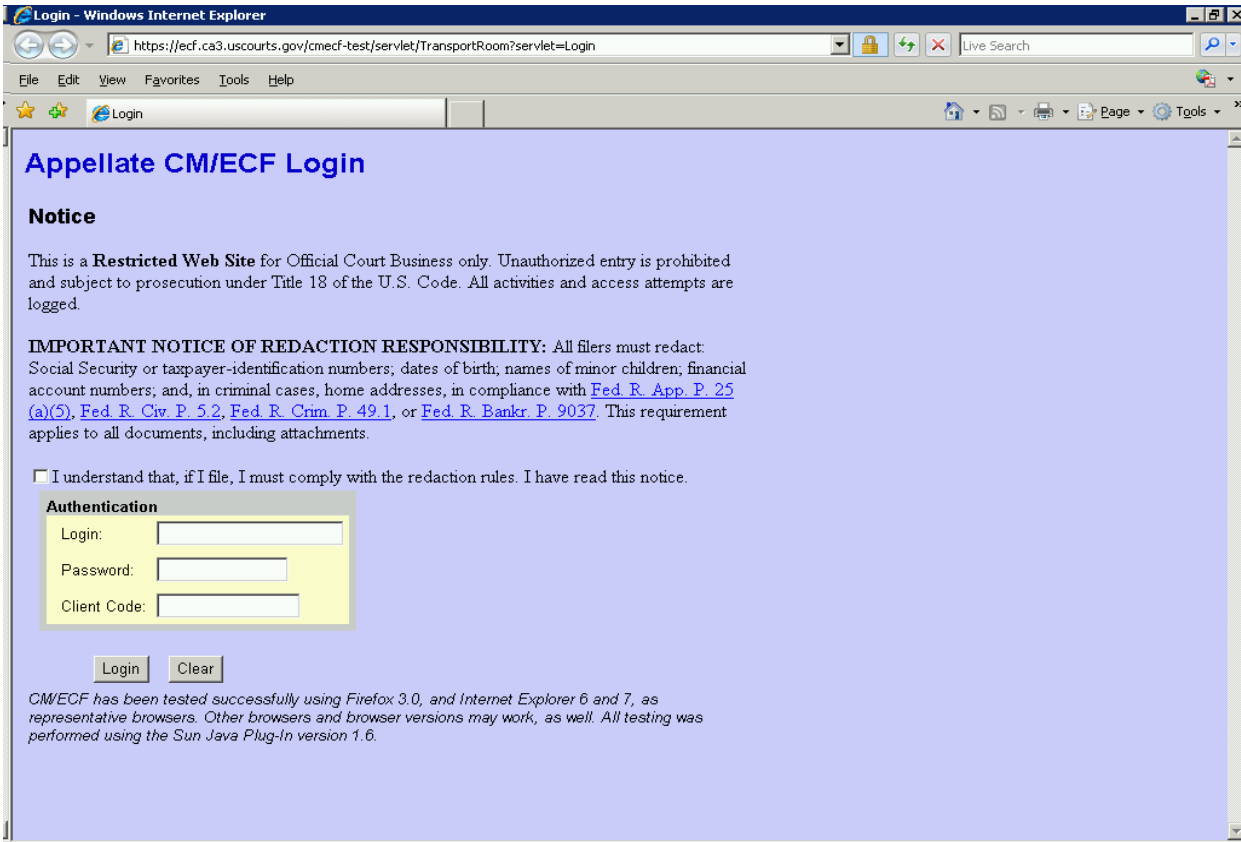 Login - Windows Internet Explorer
https://ecf.ca3.uscourts.gov/cmecf-test/servlet/TransportRoom?servlet=Login
Live Search
File Edit View Favorites Tools Help
Login
Page Tools
Appellate CM/ECF Login
Notice
This is a Restricted Web Site for Official Court Business only. Unauthorized entry is prohibited
and subject to prosecution under Title 18 of the U.S. Code. All activities and access attempts are
logged.
IMPORTANT NOTICE OF REDACTION RESPONSIBILITY: All filers must redact:
Social Security or taxpayer-identification numbers; dates of birth; names of minor children; financial
account numbers; and, in criminal cases, home addresses, in compliance with Fed. R. App. P. 25
(a)(5), Fed. R. Civ. P. 5.2, Fed. R. Crim. P. 49.1, or Fed. R. Bankr. P. 9037. This requirement
applies to all documents, including attachments.
I understand that, if I file, I must comply with the redaction rules. I have read this notice.
Authentication
Login:
Password:
Client Code:
Login Clear
CM/ECF has been tested successfully using Firefox 3.0, and Internet Explorer 6 and 7, as
representative browsers. Other browsers and browser versions may work, as well. All testing was
performed using the Sun Java Plug-In version 1.6.